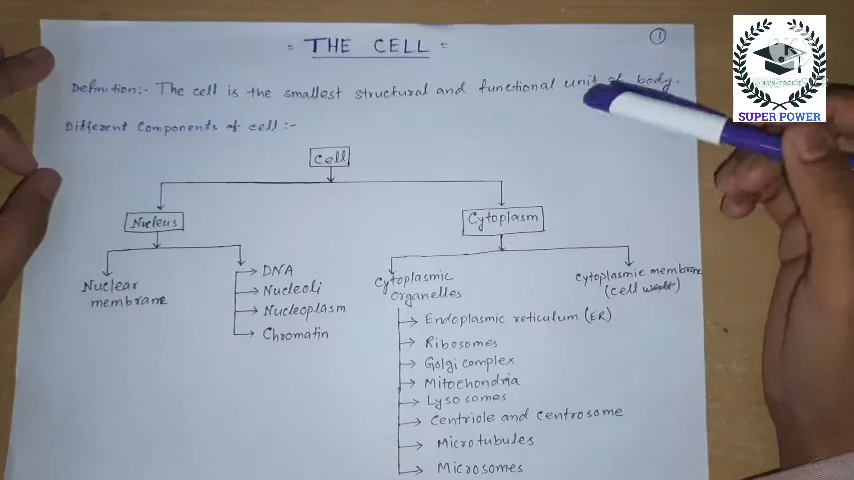 = THE CELL =
1
Definition:- The cell is the smallest structural and functional unit of body.
Different Components of cell :-
Cell
Nucleus
Cytoplasm
Nuclear membrane
DNA
Nucleoli
Nucleoplasm
Chromatin
Cytoplasmic organelles
Cytoplasmic membrane
(cell
Endoplasmic reticulum (ER)
Ribosomes
Golgi complex
Mitochondria
Lysosomes
Centriole and centrosome
Microtubules
Microsomes
SUPER POWER